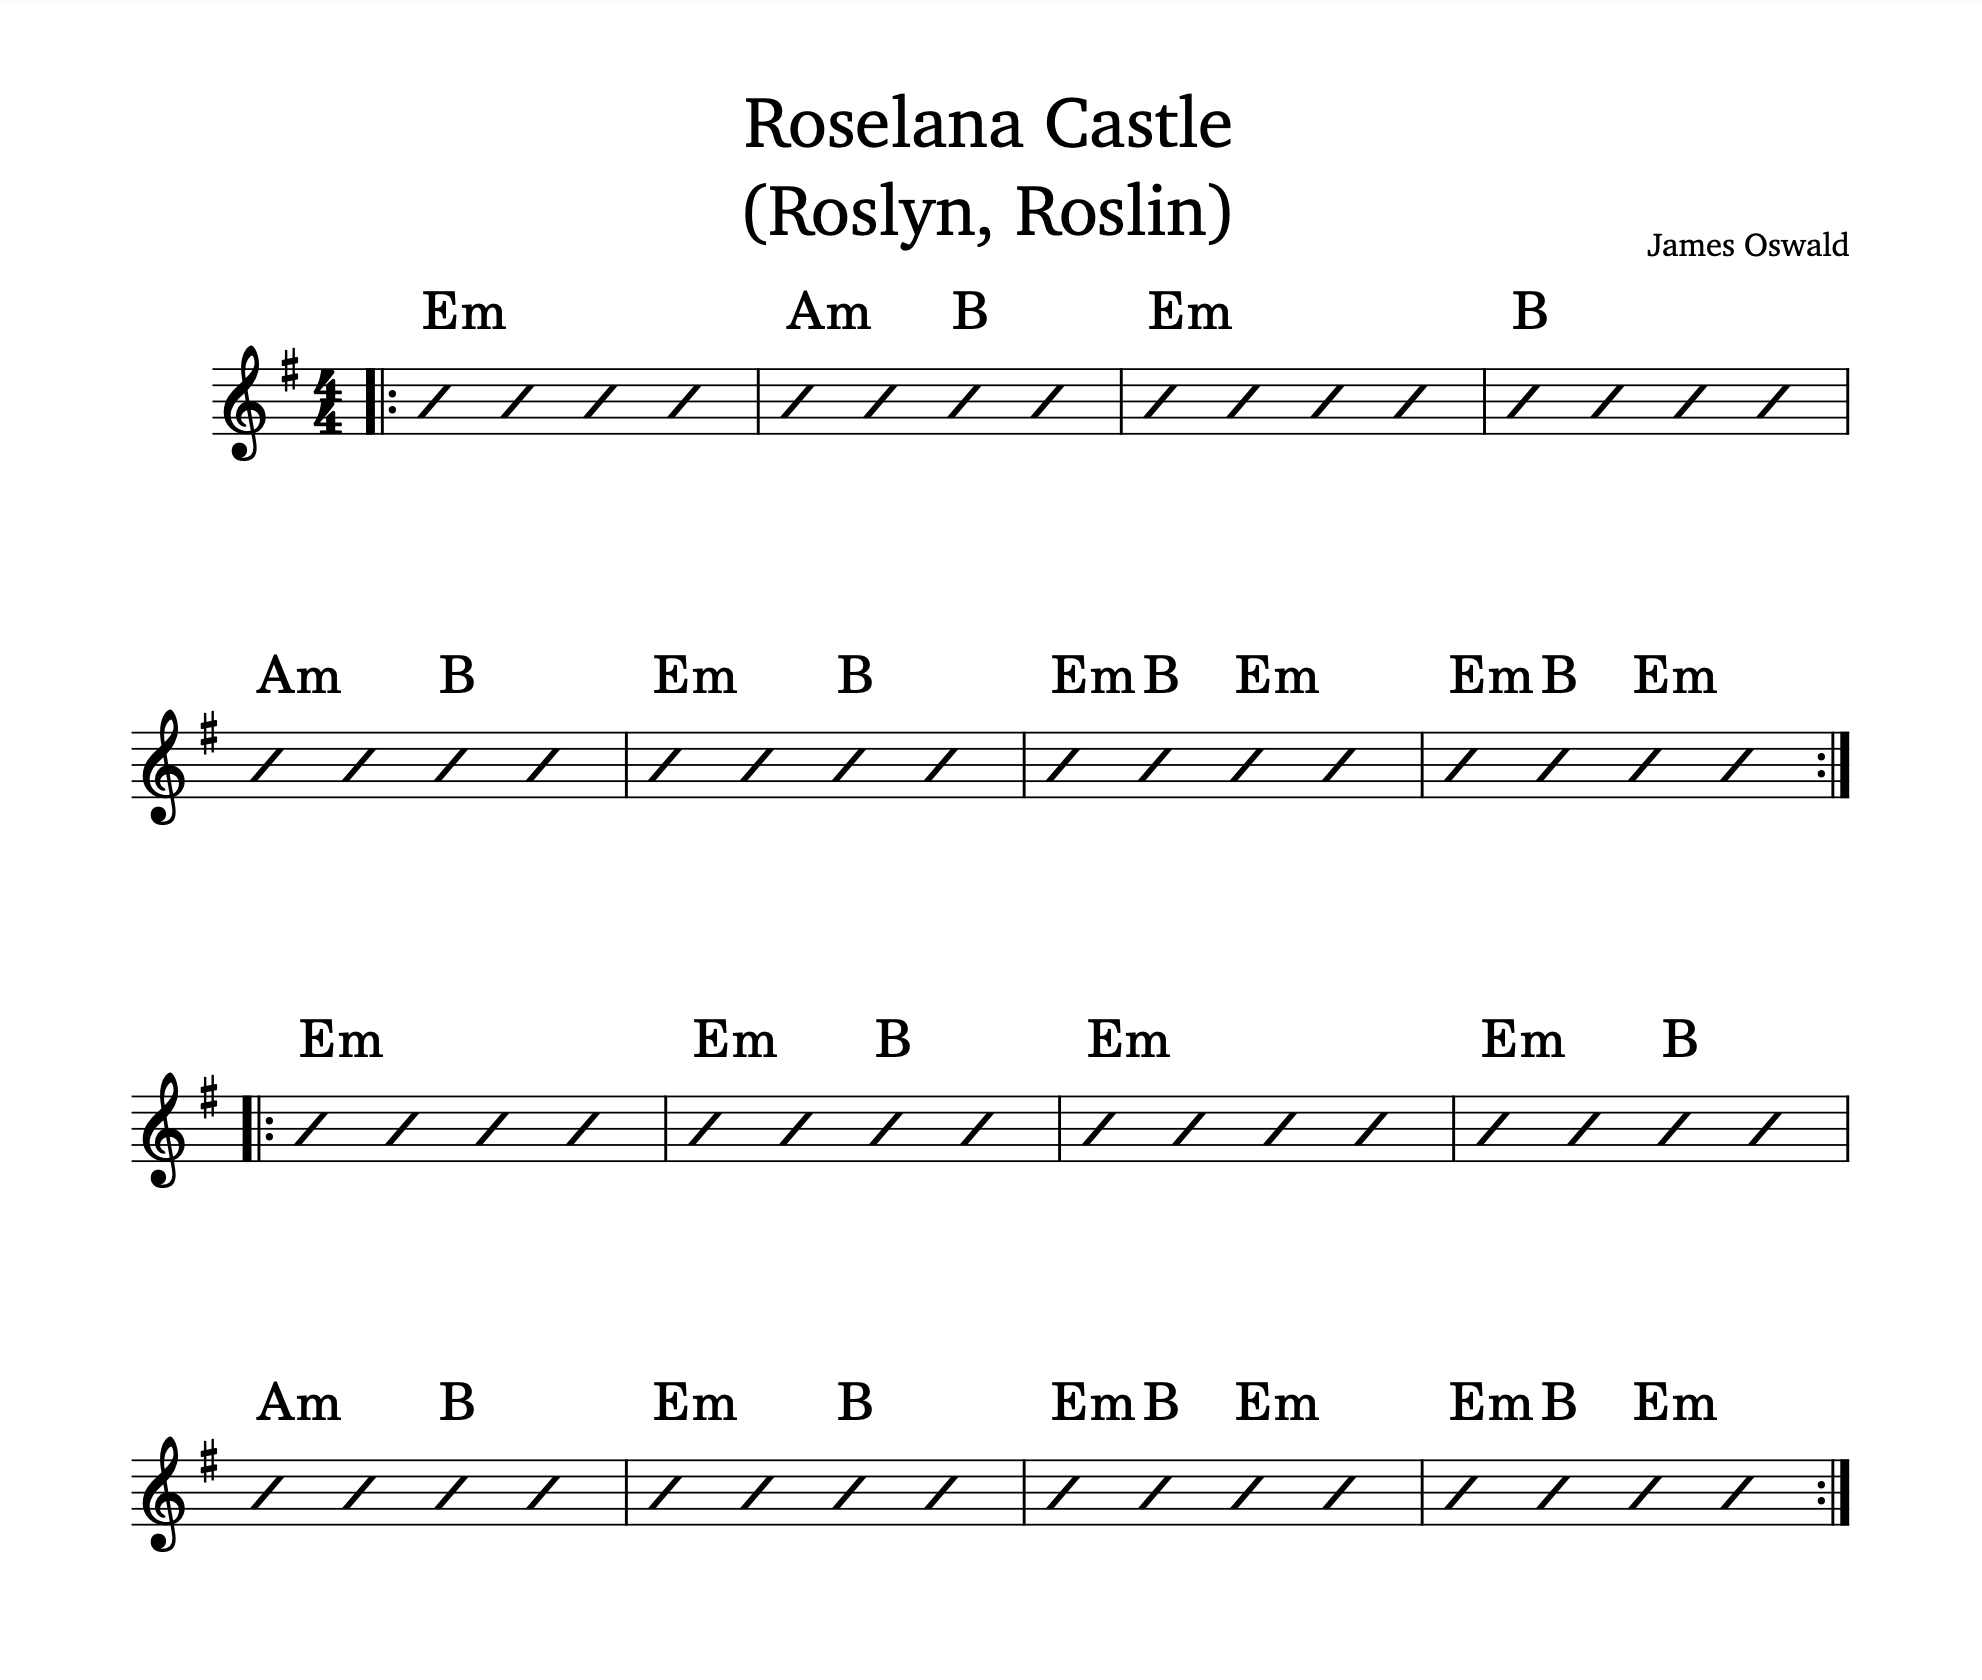 Roselana Castle
(Roslyn, Roslin)
James Oswald
Em Am B Em B
4
4
Am B Em B Em B Em Em B Em
Em Em B Em Em B
Am B Em B Em B Em Em B Em